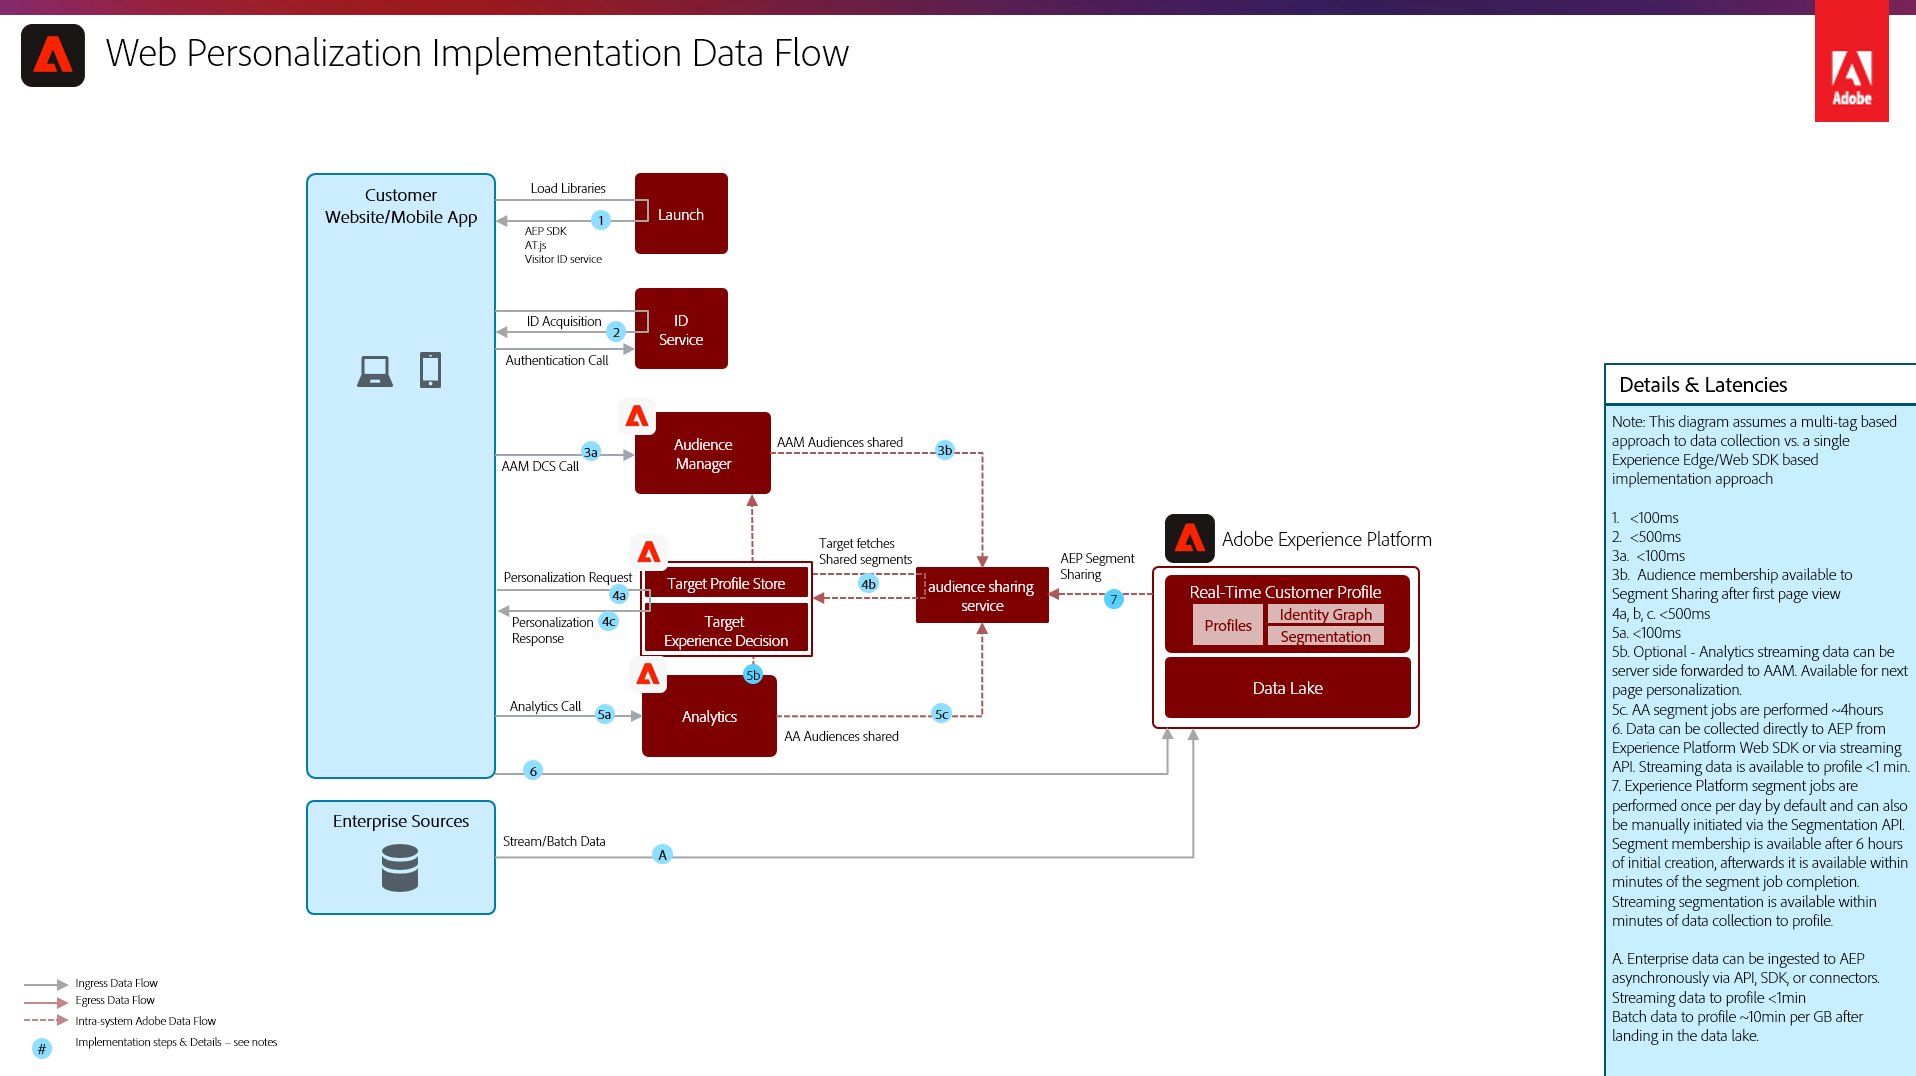 Web Personalization Implementation Data Flow
Adobe
Customer
Website/Mobile App
Load Libraries
1
AEP SDK
AT.js
Visitor ID service
Launch
ID Acquisition
2
Authentication Call
ID
Service
3a
AAM DCS Call
Audience
Manager
AAM Audiences shared
3b
Personalization Request
4a
Personalization
Response
4c
Target Profile Store
Target
Experience Decision
Target fetches
Shared segments
4b
audience sharing
service
AEP Segment
Sharing
7
Adobe Experience Platform
Real-Time Customer Profile
Profiles
Identity Graph
Segmentation
Data Lake
5b
Analytics Call
5a
Analytics
5c
AA Audiences shared
6
Enterprise Sources
Stream/Batch Data
A
Ingress Data Flow
Egress Data Flow
Intra-system Adobe Data Flow
#
Implementation steps & Details – see notes
Details & Latencies
Note: This diagram assumes a multi-tag based
approach to data collection vs. a single
Experience Edge/Web SDK based
implementation approach
1. <100ms
2. <500ms
3a. <100ms
3b. Audience membership available to
Segment Sharing after first page view
4a, b, c. <500ms
5a. <100ms
5b. Optional - Analytics streaming data can be
server side forwarded to AAM. Available for next
page personalization.
5c. AA segment jobs are performed ~4hours
6. Data can be collected directly to AEP from
Experience Platform Web SDK or via streaming
API. Streaming data is available to profile <1 min.
7. Experience Platform segment jobs are
performed once per day by default and can also
be manually initiated via the Segmentation API.
Segment membership is available after 6 hours
of initial creation, afterwards it is available within
minutes of the segment job completion.
Streaming segmentation is available within
minutes of data collection to profile.
A. Enterprise data can be ingested to AEP
asynchronously via API, SDK, or connectors.
Streaming data to profile <1min
Batch data to profile ~10min per GB after
landing in the data lake.